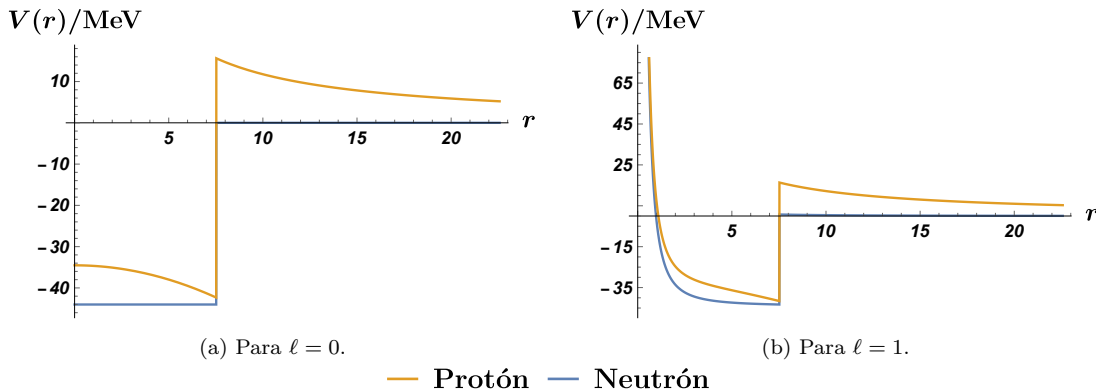 V(r)/MeV
10
-10
-20
-30
-40
5 10 15 20
r
(a) Para ℓ = 0.
V(r)/MeV
65
45
25
-15
-35
5 10 15 20
r
(b) Para ℓ = 1.
Protón Neutrón